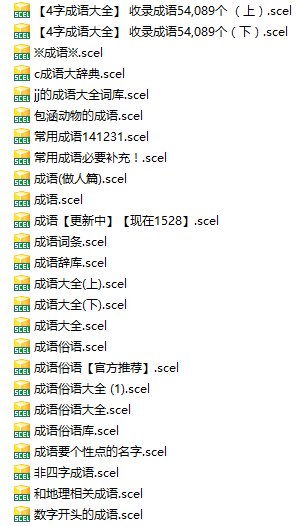 【4字成语大全】 收录成语54,089个 （上）.scel
【4字成语大全】 收录成语54,089个（下）.scel
※成语※.scel
c成语大辞典.scel
jj的成语大全词库.scel
包涵动物的成语.scel
常用成语141231.scel
常用成语必要补充！.scel
成语(做人篇).scel
成语.scel
成语【更新中】【现在1528】.scel
成语词条.scel
成语辞库.scel
成语大全(上).scel
成语大全(下).scel
成语大全.scel
成语俗语.scel
成语俗语【官方推荐】.scel
成语俗语大全 (1).scel
成语俗语大全.scel
成语俗语库.scel
成语要个性点的名字.scel
非四字成语.scel
和地理相关成语.scel
数字开头的成语.scel